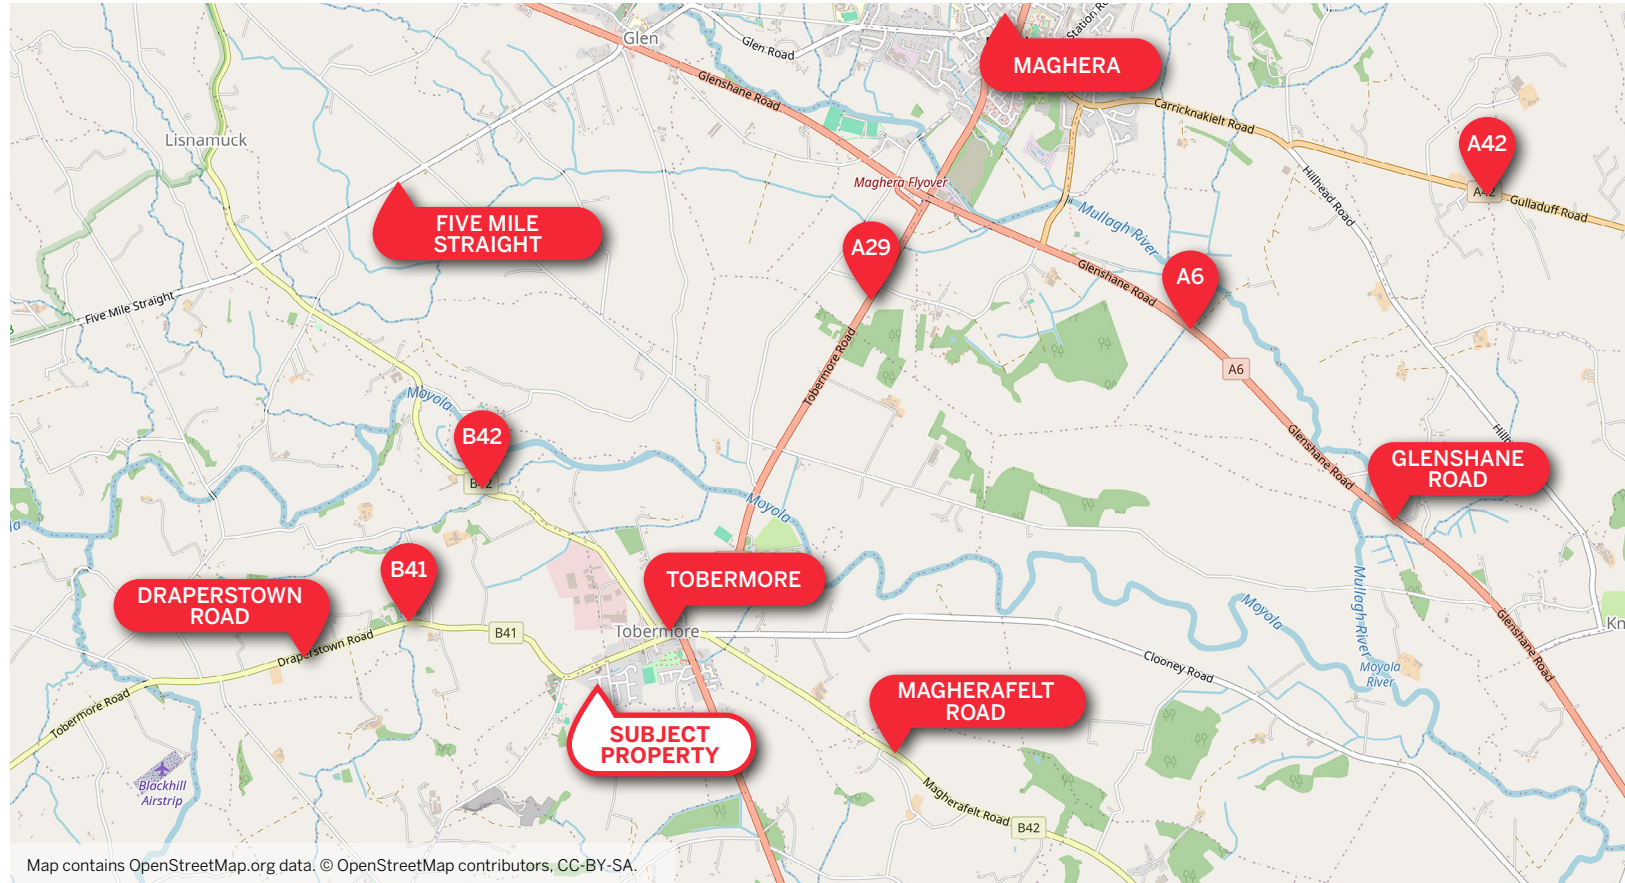 Glen
Glen Road
Station Ro
MAGHERA
Glenshane Road
Carricknakielt Road
Lisnamuck
A42
A42
Gulladuff Road
Maghera Flyover
Hillhead Road
FIVE MILE
STRAIGHT
Mullagh River
A29
A6
Glenshane Road
Five Mile Straight
Tobermore Road
A6
Moyola
B42
Glenshane Road
GLENSHANE
ROAD
Moyola
B41
TOBERMORE
DRAPERSTOWN
ROAD
Mullagh River
Moyola
Glenshane Road
B41
Tobermore
Draperstown Road
Clooney Road
Moyola
River
Tobermore Road
MAGHERAFELT
ROAD
SUBJECT
PROPERTY
Blackhill
Airstrip
Magherafelt Road
B42
Map contains OpenStreetMap.org data. © OpenStreetMap contributors, CC-BY-SA.